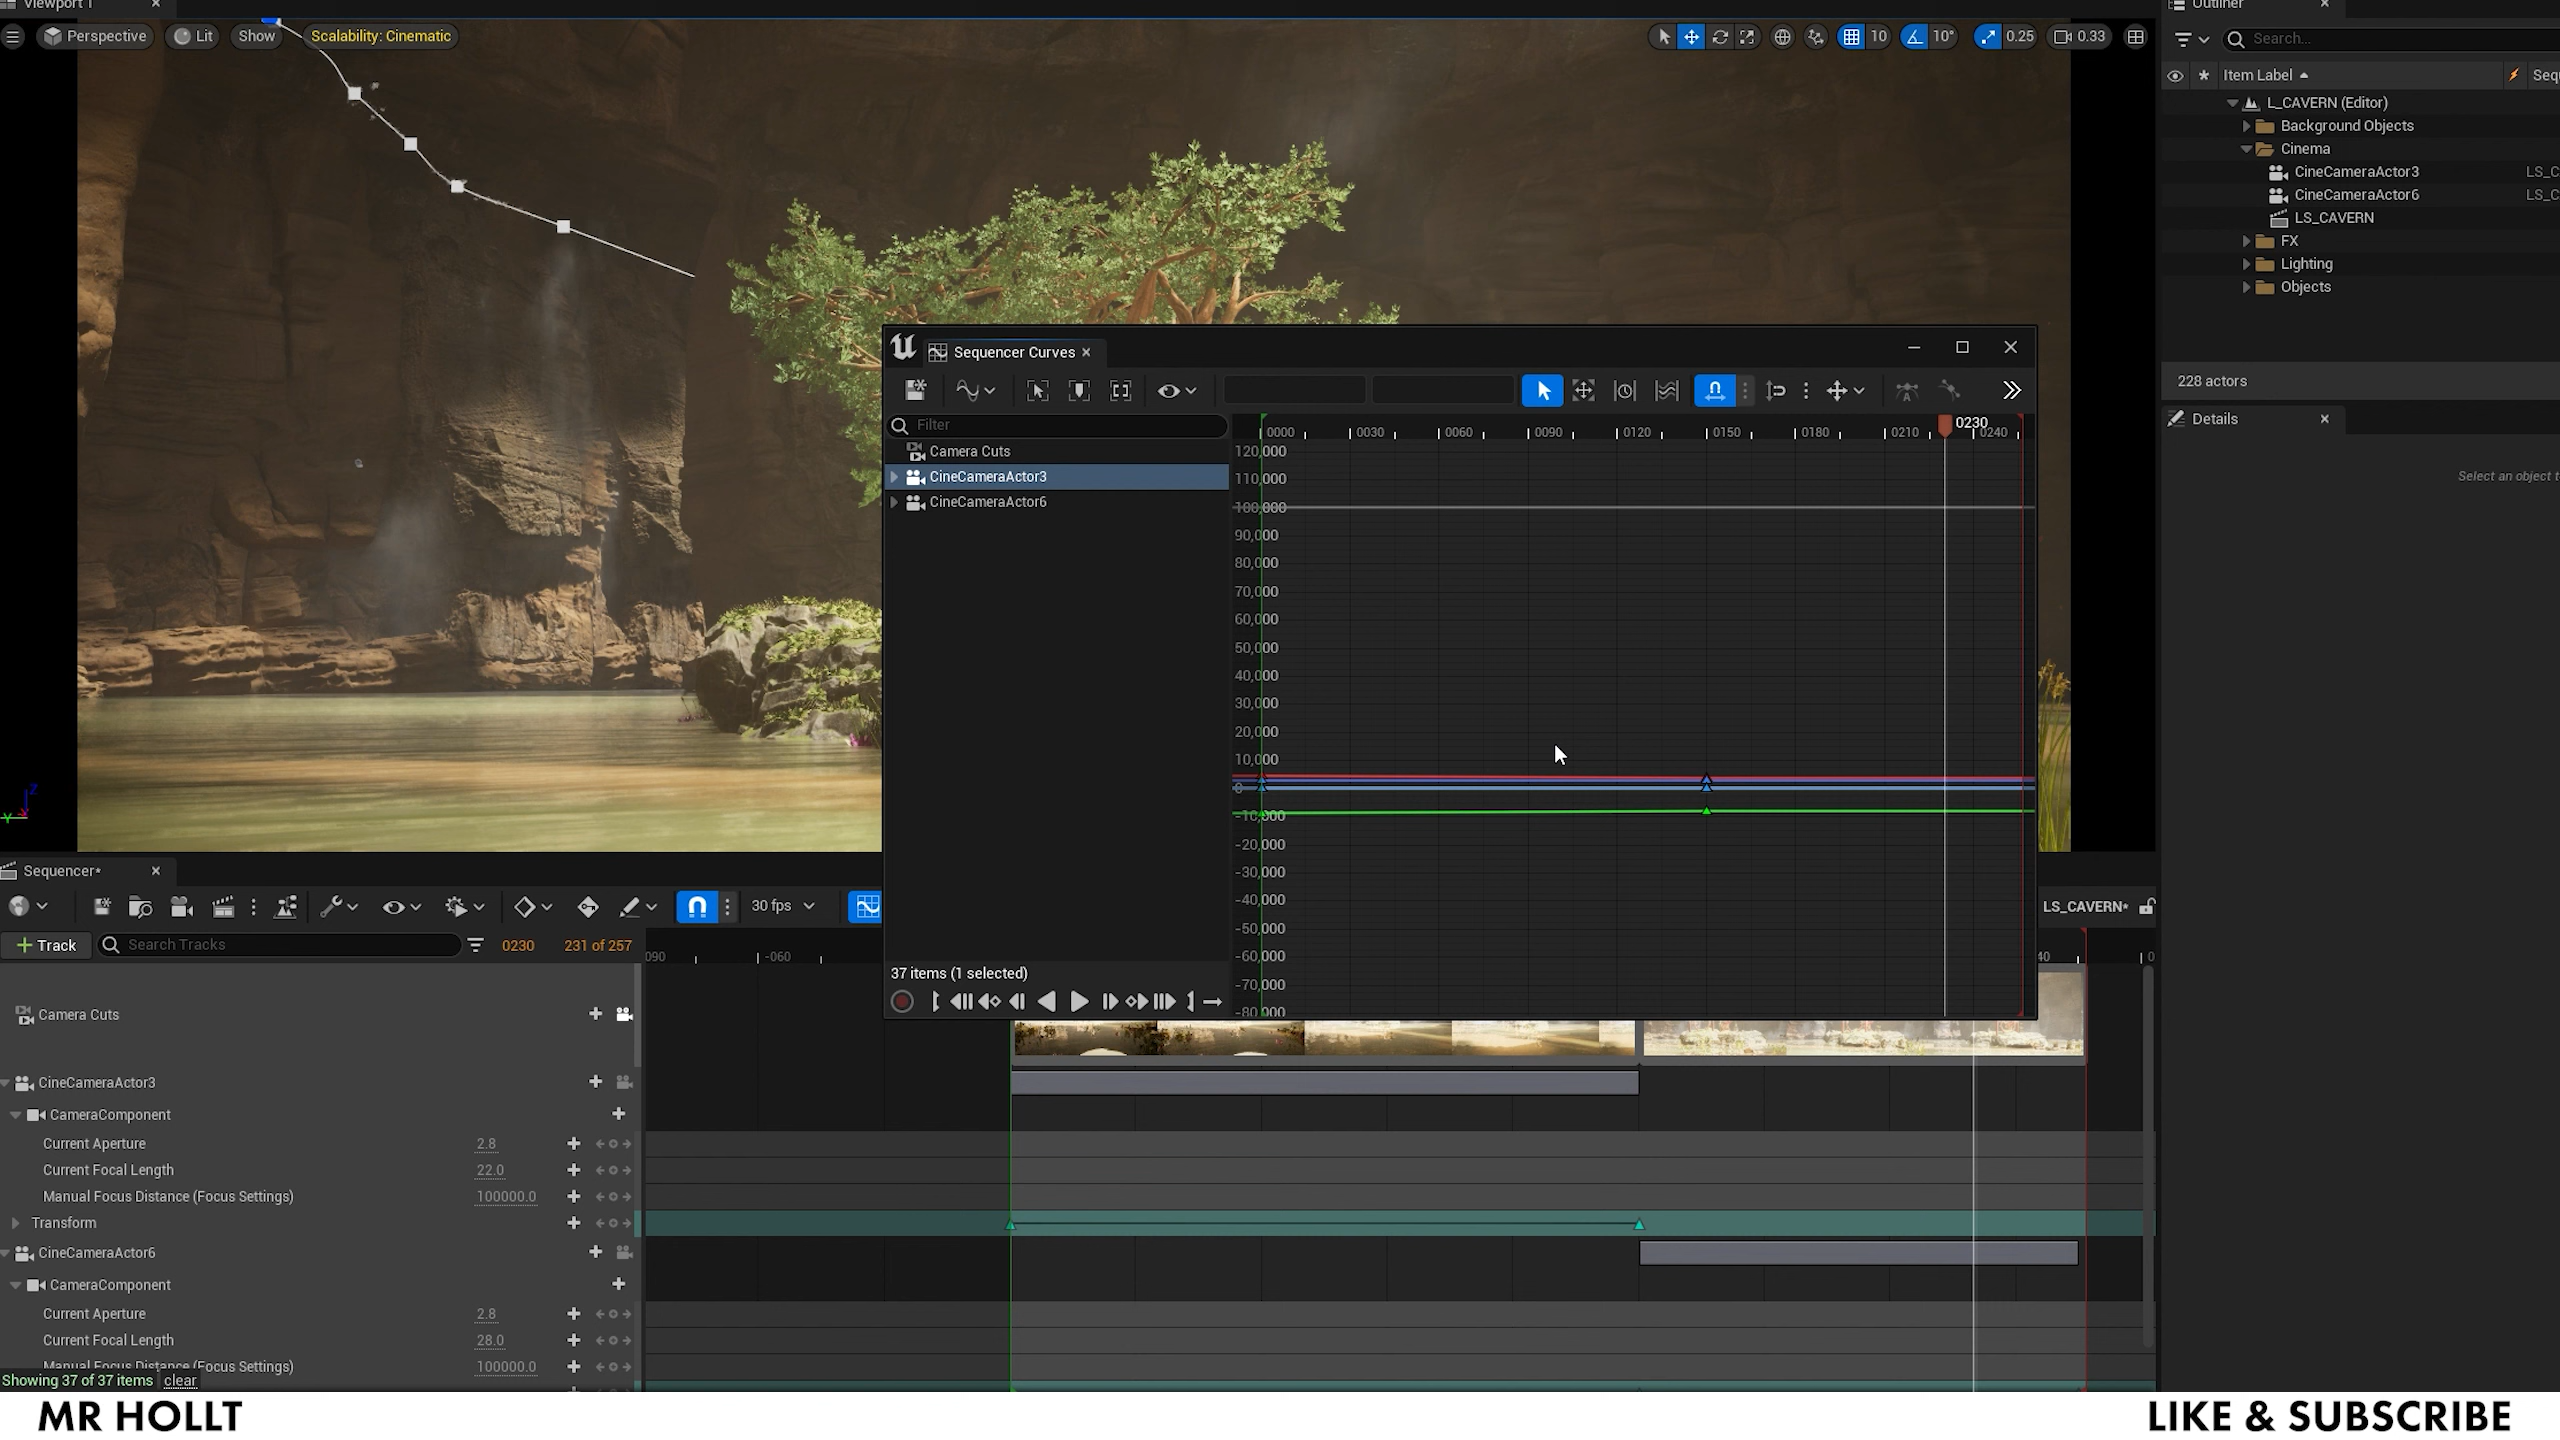 Viewport 1
Perspective
Lit
Show
Scalability: Cinematic
10
10°
0.25
0.33
Outliner
Search...
Item Label
Seq
L_CAVERN (Editor)
Background Objects
Cinema
CineCameraActor3
LS_C
CineCameraActor6
LS_C
LS_CAVERN
FX
Lighting
Objects
228 actors
Details
Select an object t
Sequencer Curves
Filter
Camera Cuts
CineCameraActor3
CineCameraActor6
37 items (1 selected)
0000
0030
0060
0090
0120
0150
0180
0210
0230
0240
120,000
110,000
100,000
90,000
80,000
70,000
60,000
50,000
40,000
30,000
20,000
10,000
0
-10,000
-20,000
-30,000
-40,000
-50,000
-60,000
-70,000
-80,000
Sequencer*
30 fps
LS_CAVERN*
Track
Search Tracks
0230
231 of 257
090
-060
40
0
Camera Cuts
CineCameraActor3
CameraComponent
Current Aperture
2.8
Current Focal Length
22.0
Manual Focus Distance (Focus Settings)
100000.0
Transform
CineCameraActor6
CameraComponent
Current Aperture
2.8
Current Focal Length
28.0
Manual Focus Distance (Focus Settings)
100000.0
Showing 37 of 37 items clear
MR HOLLT
LIKE & SUBSCRIBE